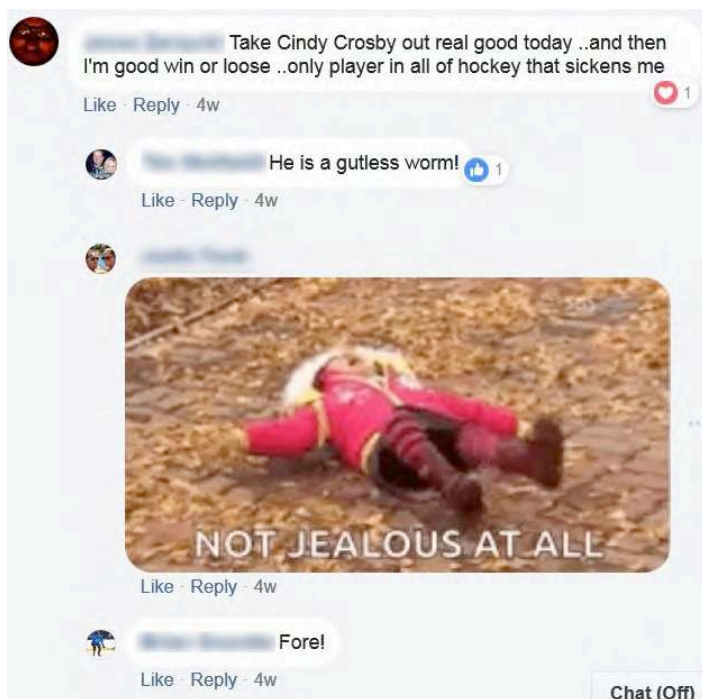 Take Cindy Crosby out real good today ..and then
I'm good win or loose ..only player in all of hockey that sickens me
1
Like · Reply · 4w
He is a gutless worm!
1
Like · Reply · 4w
NOT JEALOUS AT ALL
Like · Reply · 4w
Fore!
Like · Reply · 4w
Chat (Off)